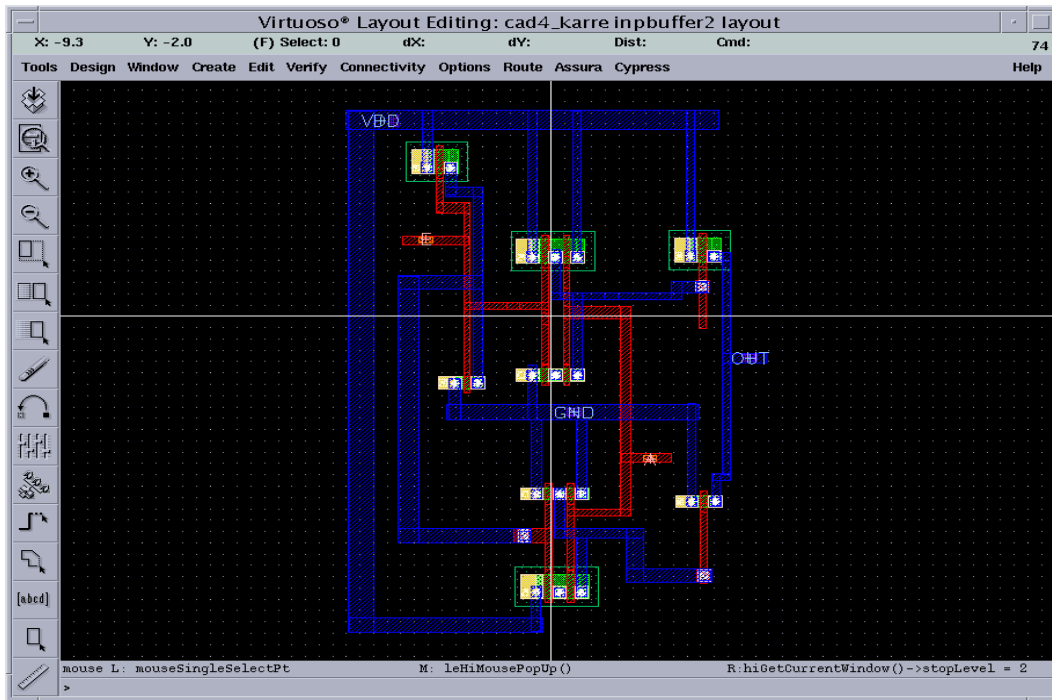 Virtuoso® Layout Editing: cad4_karre inpbuffer2 layout
X: -9.3 Y: -2.0 (F) Select: 0 dX: dY: Dist: Cmd: 74
Tools Design Window Create Edit Verify Connectivity Options Route Assura Cypress Help
VDD
E
OUT
GND
A
[abcd]
mouse L: mouseSingleSelectPt M: leHiMousePopUp() R:hiGetCurrentWindow()->stopLevel = 2
>